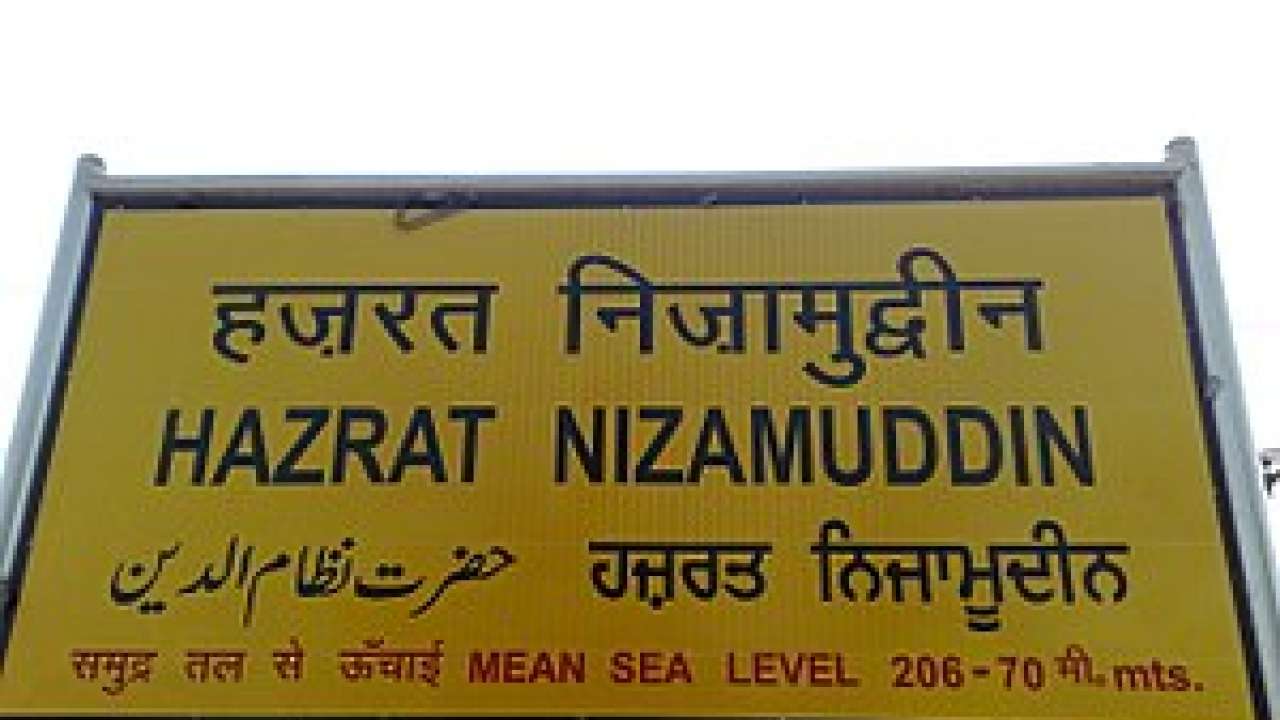 हज़रत निज़ामुद्दीन
HAZRAT NIZAMUDDIN
حضرت نظام الدین ਹਜ਼ਰਤ ਨਿਜਾਮੂਦੀਨ
समुद्र तल से ऊँचाई MEAN SEA LEVEL 206-70 मी. mts.